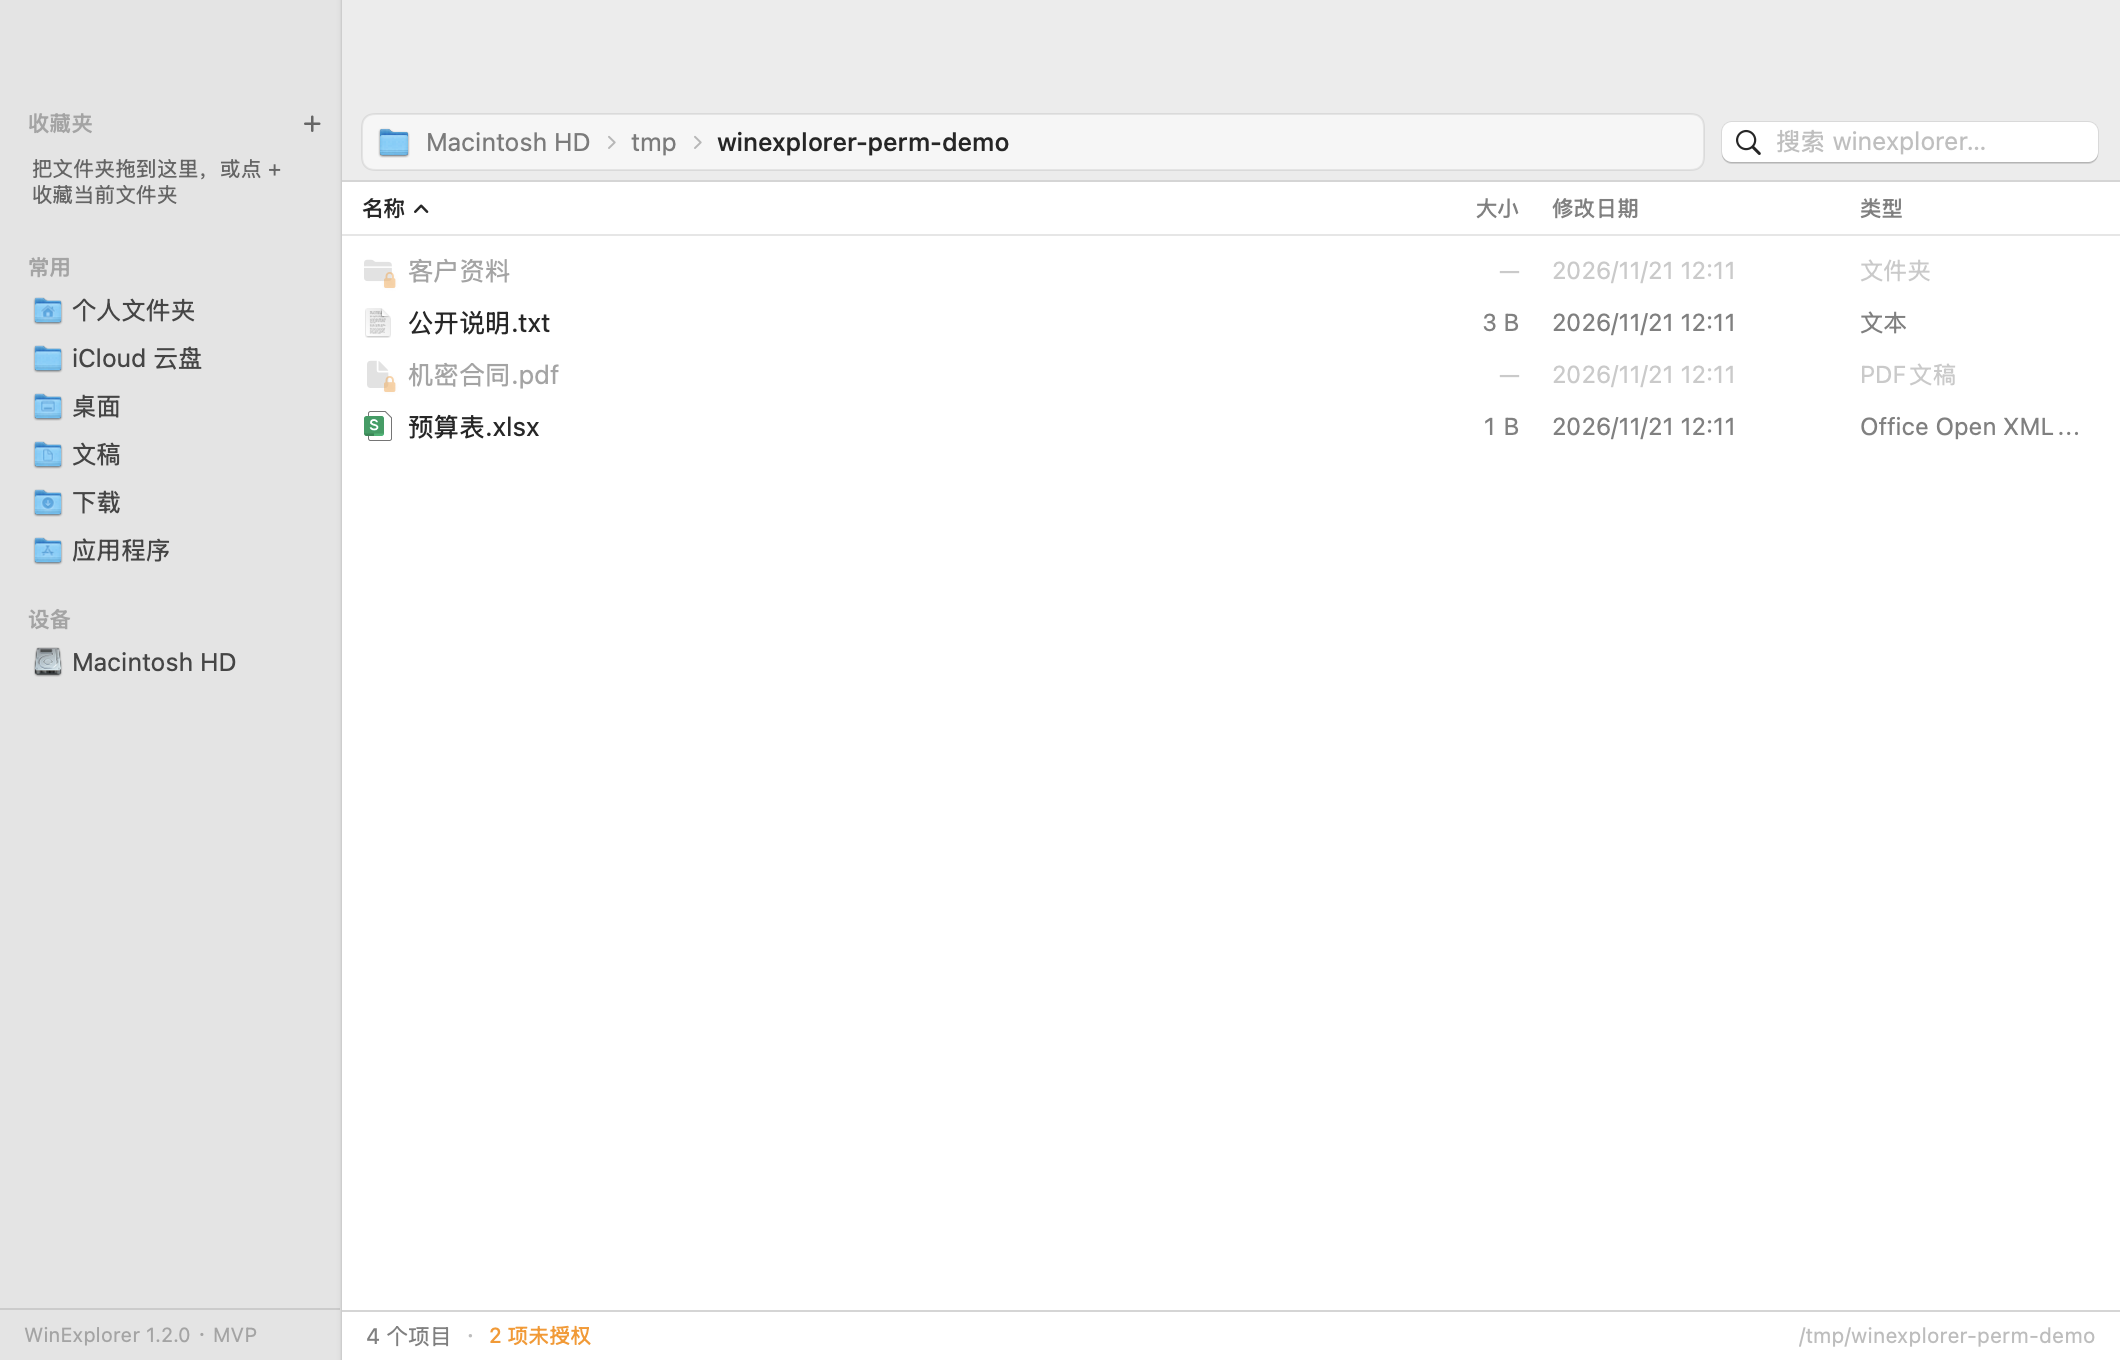 收藏夹 +
把文件夹拖到这里，或点 +
收藏当前文件夹
常用
个人文件夹
iCloud 云盘
桌面
文稿
下载
应用程序
设备
Macintosh HD
WinExplorer 1.2.0 · MVP
Macintosh HD > tmp > winexplorer-perm-demo
搜索 winexplorer...
名称 大小 修改日期 类型
客户资料 — 2026/11/21 12:11 文件夹
公开说明.txt 3 B 2026/11/21 12:11 文本
机密合同.pdf — 2026/11/21 12:11 PDF文稿
S 预算表.xlsx 1 B 2026/11/21 12:11 Office Open XML...
4 个项目 · 2 项未授权
/tmp/winexplorer-perm-demo